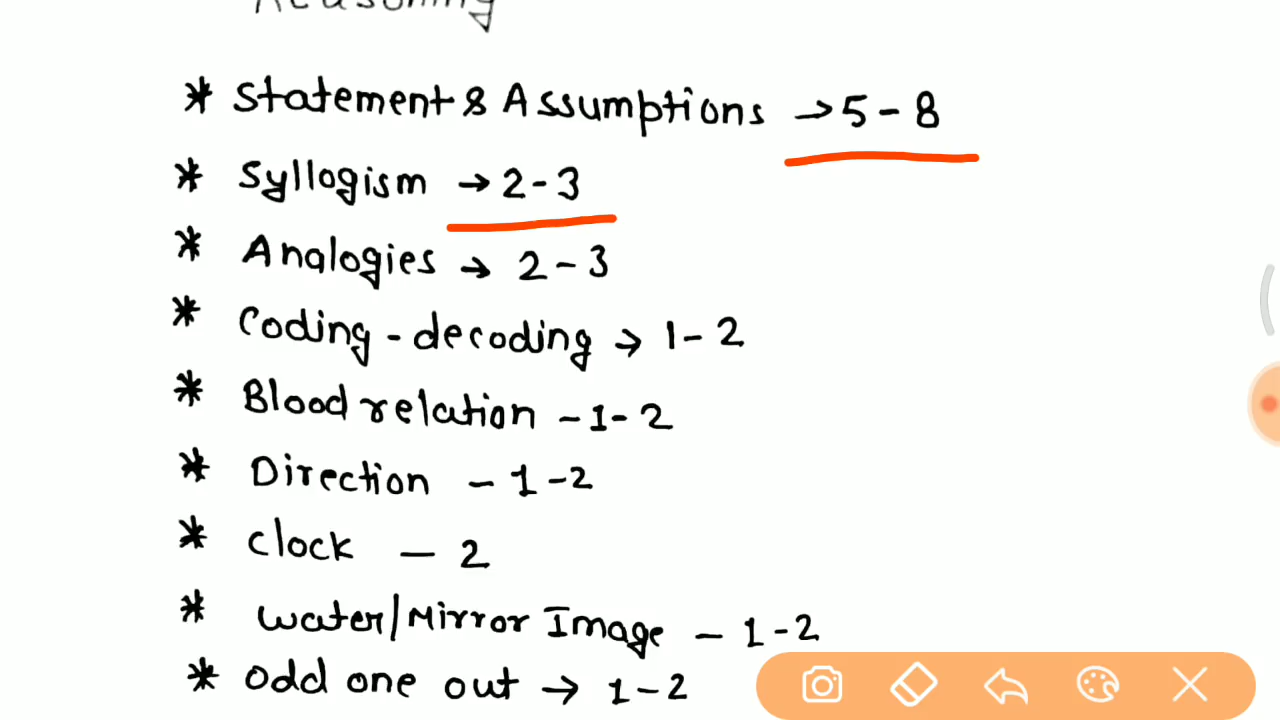 Reasoning
* Statement & Assumptions → 5 - 8
* Syllogism → 2 - 3
* Analogies → 2 - 3
* Coding - decoding → 1 - 2
* Blood relation - 1 - 2
* Direction - 1 - 2
* Clock - 2
* Water/Mirror Image - 1 - 2
* Odd one out → 1 - 2